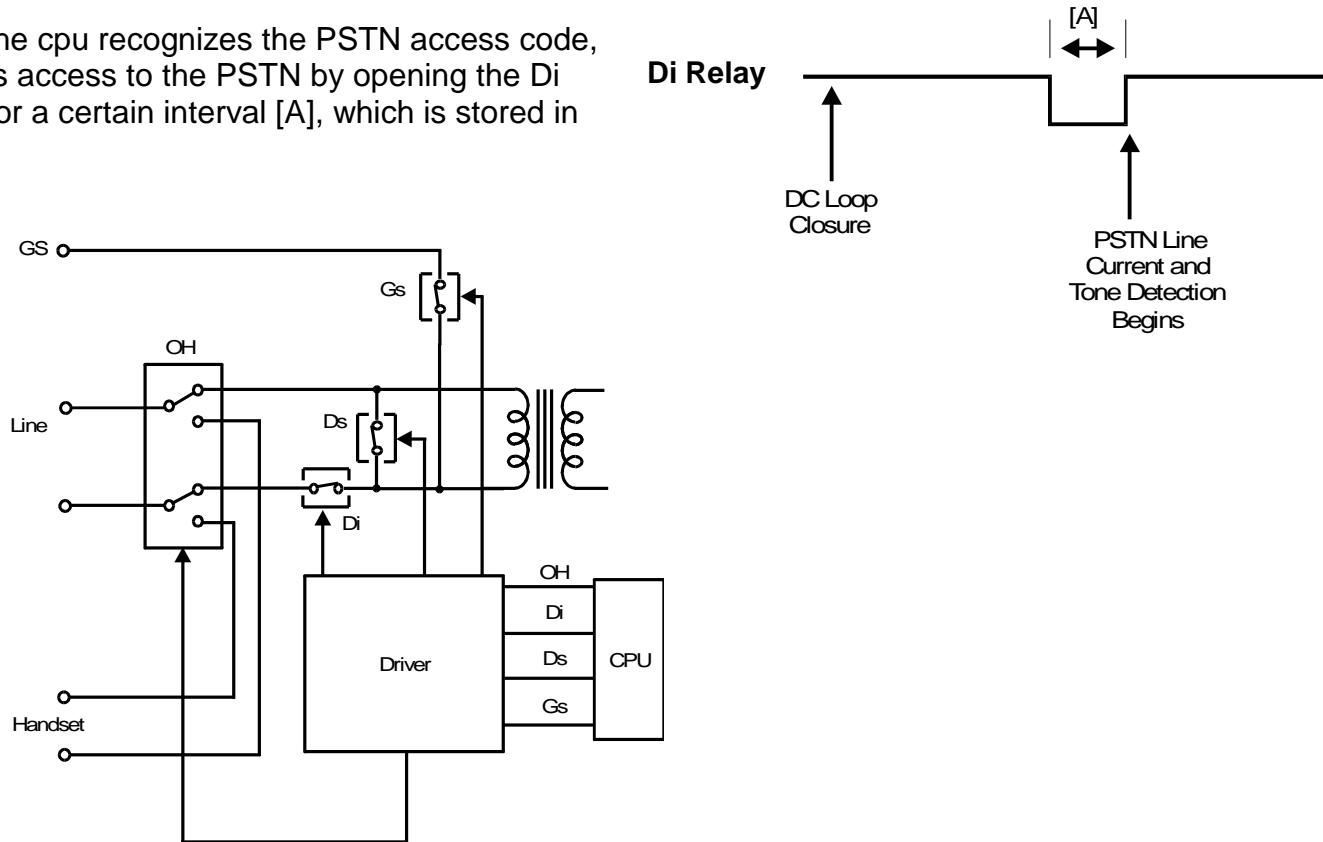 ne cpu recognizes the PSTN access code,
s access to the PSTN by opening the Di
or a certain interval [A], which is stored in
[A]
Di Relay
DC Loop
Closure
PSTN Line
Current and
Tone Detection
Begins
GS
Gs
OH
Line
Ds
Di
OH
Di
Driver
Ds
CPU
Gs
Handset